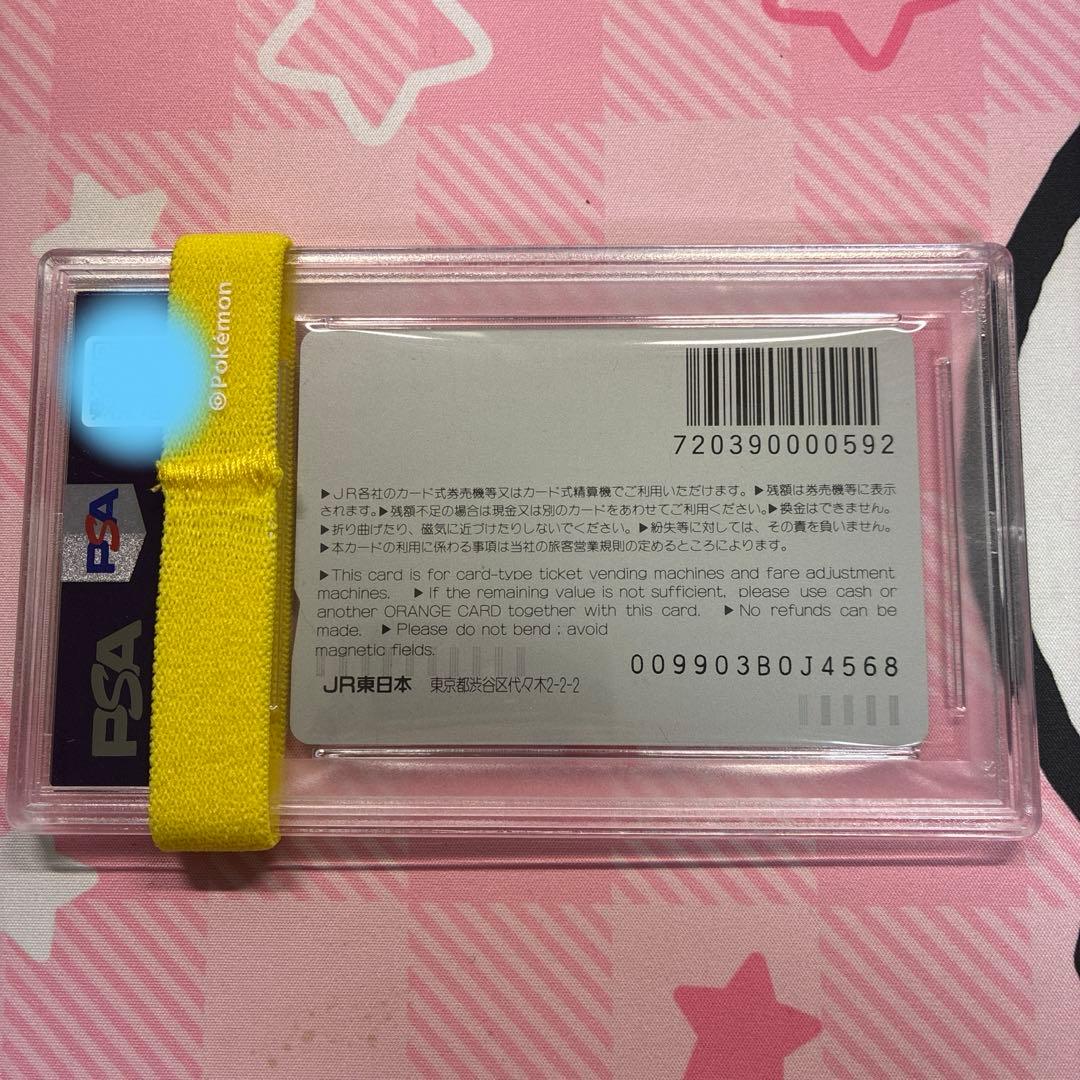 ©Pokémon
PSA
PSA
720390000592
▶JR各社のカード式券売機等又はカード式精算機でご利用いただけます。▶残額は券売機等に表示
されます。▶残額不足の場合は現金又は別のカードをあわせてご利用ください。▶換金はできません。
▶折り曲げたり、磁気に近づけたりしないでください。▶紛失等に対しては、その責を負いません。
▶本カードの利用に係わる事項は当社の旅客営業規則の定めるところによります。
▶This card is for card-type ticket vending machines and fare adjustment
machines. ▶If the remaining value is not sufficient, please use cash or
another ORANGE CARD together with this card. ▶No refunds can be
made. ▶Please do not bend ; avoid
magnetic fields.
009903B0J4568
JR東日本 東京都渋谷区代々木2-2-2